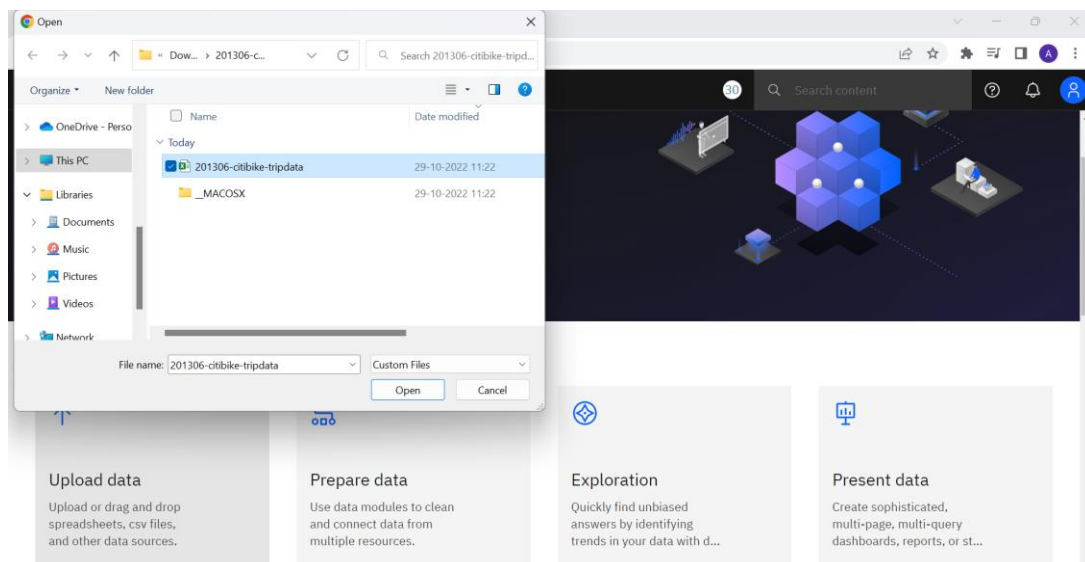 Open
« Dow... › 201306-c...
Search 201306-citibike-tripd...
Organize
New folder
Name
Date modified
OneDrive - Perso
Today
This PC
201306-citibike-tripdata
29-10-2022 11:22
Libraries
__MACOSX
29-10-2022 11:22
Documents
Music
Pictures
Videos
Network
File name: 201306-citibike-tripdata
Custom Files
Open
Cancel
A
30
Search content
Upload data
Upload or drag and drop
spreadsheets, csv files,
and other data sources.
Prepare data
Use data modules to clean
and connect data from
multiple resources.
Exploration
Quickly find unbiased
answers by identifying
trends in your data with d...
Present data
Create sophisticated,
multi-page, multi-query
dashboards, reports, or st...